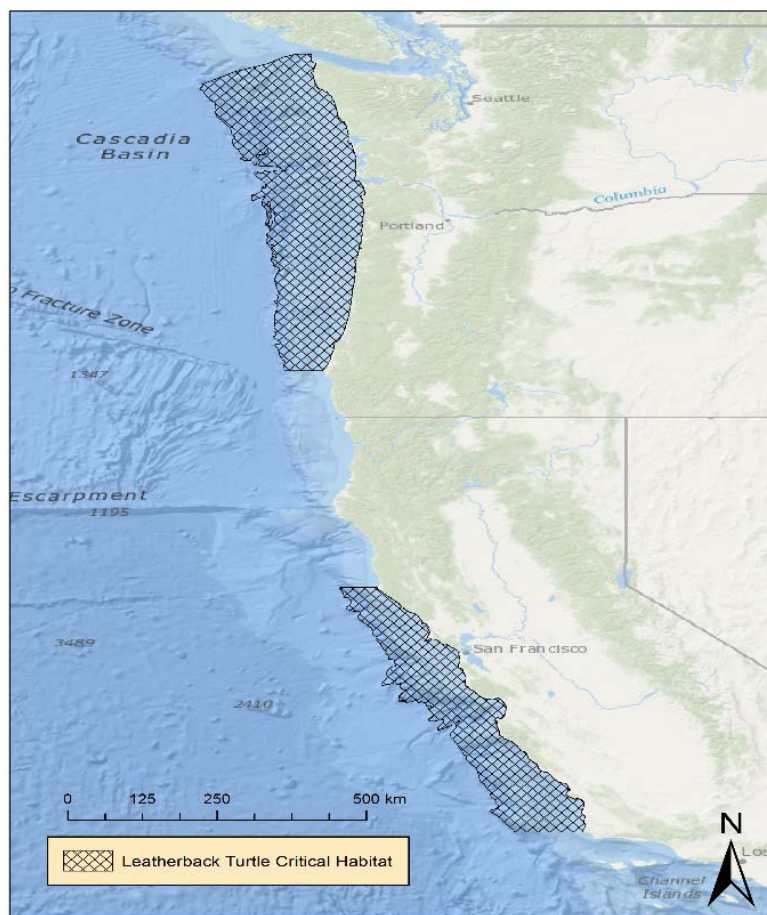 Seattle
Cascadia
Basin
Columbia
Portland
Fracture Zone
1347
Escarpment
1195
3489
San Francisco
2410
0 125 250 500 km
N
Leatherback Turtle Critical Habitat
Los
Channel
Islands